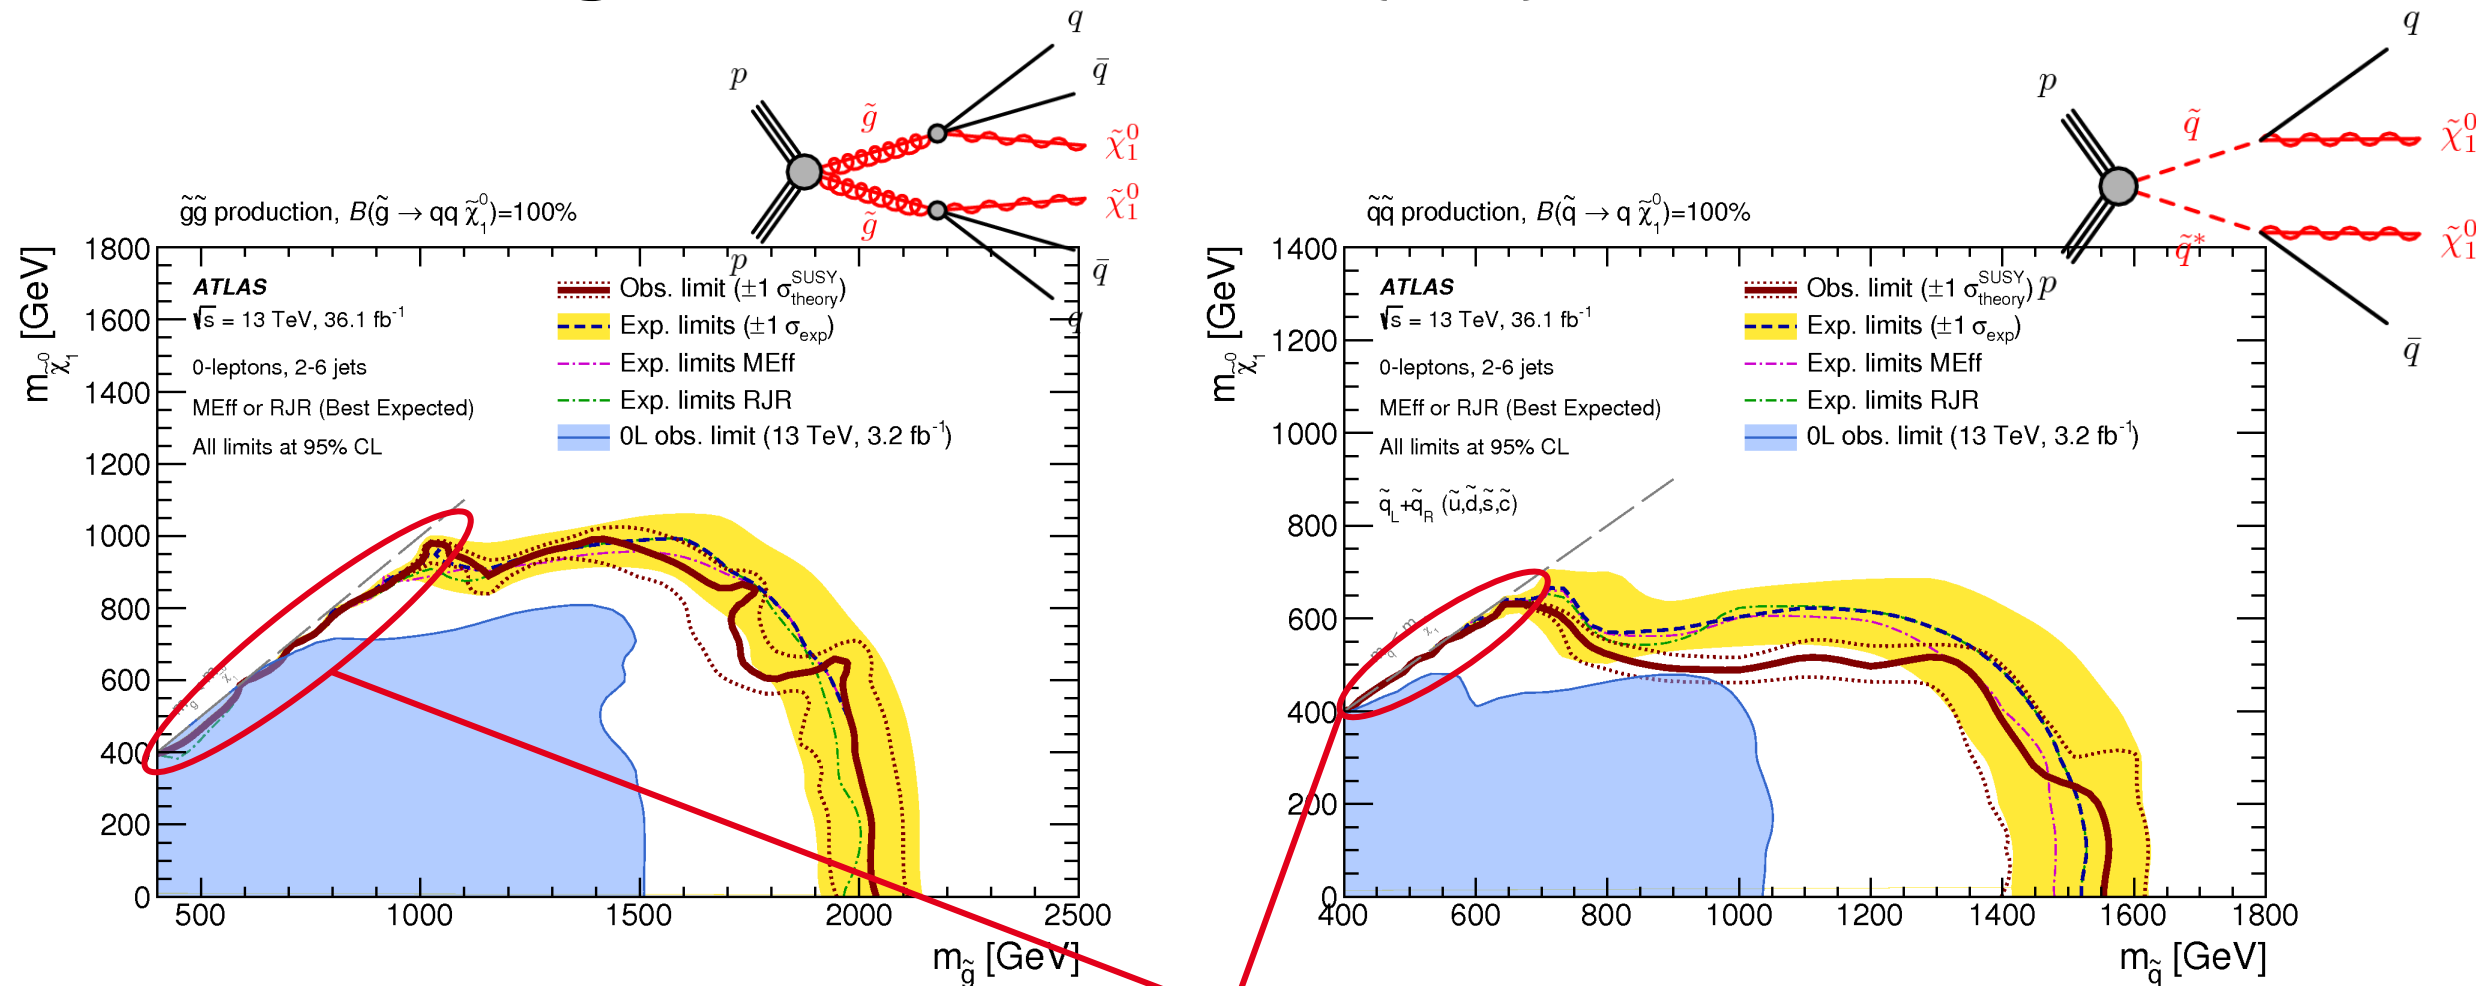 q
q̄
p
g̃
χ̃₁⁰
χ̃₁⁰
g̃
p
q̄
q
g̃g̃ production, B(g̃ → qq χ̃₁⁰)=100%
m_χ̃₁⁰ [GeV]
1800
1600
1400
1200
1000
800
600
400
200
0
ATLAS
√s = 13 TeV, 36.1 fb⁻¹
0-leptons, 2-6 jets
MEff or RJR (Best Expected)
All limits at 95% CL
Obs. limit (±1 σ_theory^SUSY)
Exp. limits (±1 σ_exp)
Exp. limits MEff
Exp. limits RJR
0L obs. limit (13 TeV, 3.2 fb⁻¹)
500 1000 1500 2000 2500
m_g̃ [GeV]
q
p
q̃
χ̃₁⁰
χ̃₁⁰
q̃*
p
q̄
q̃q̃ production, B(q̃ → q χ̃₁⁰)=100%
m_χ̃₁⁰ [GeV]
1400
1200
1000
800
600
400
200
0
ATLAS
√s = 13 TeV, 36.1 fb⁻¹
0-leptons, 2-6 jets
MEff or RJR (Best Expected)
All limits at 95% CL
q̃_L+q̃_R (ũ,d̃,s̃,c̃)
Obs. limit (±1 σ_theory^SUSY)
Exp. limits (±1 σ_exp)
Exp. limits MEff
Exp. limits RJR
0L obs. limit (13 TeV, 3.2 fb⁻¹)
400 600 800 1000 1200 1400 1600 1800
m_q̃ [GeV]